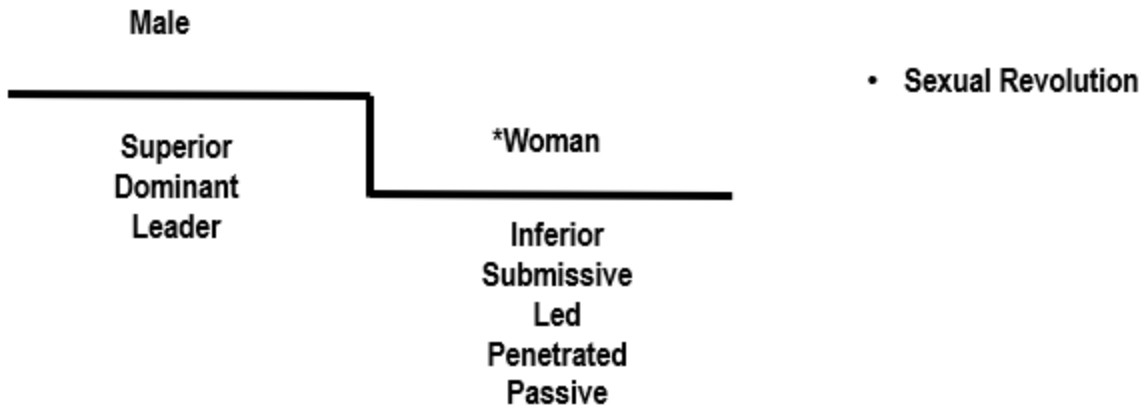 Male
Superior
Dominant
Leader
*Woman
Inferior
Submissive
Led
Penetrated
Passive
• Sexual Revolution